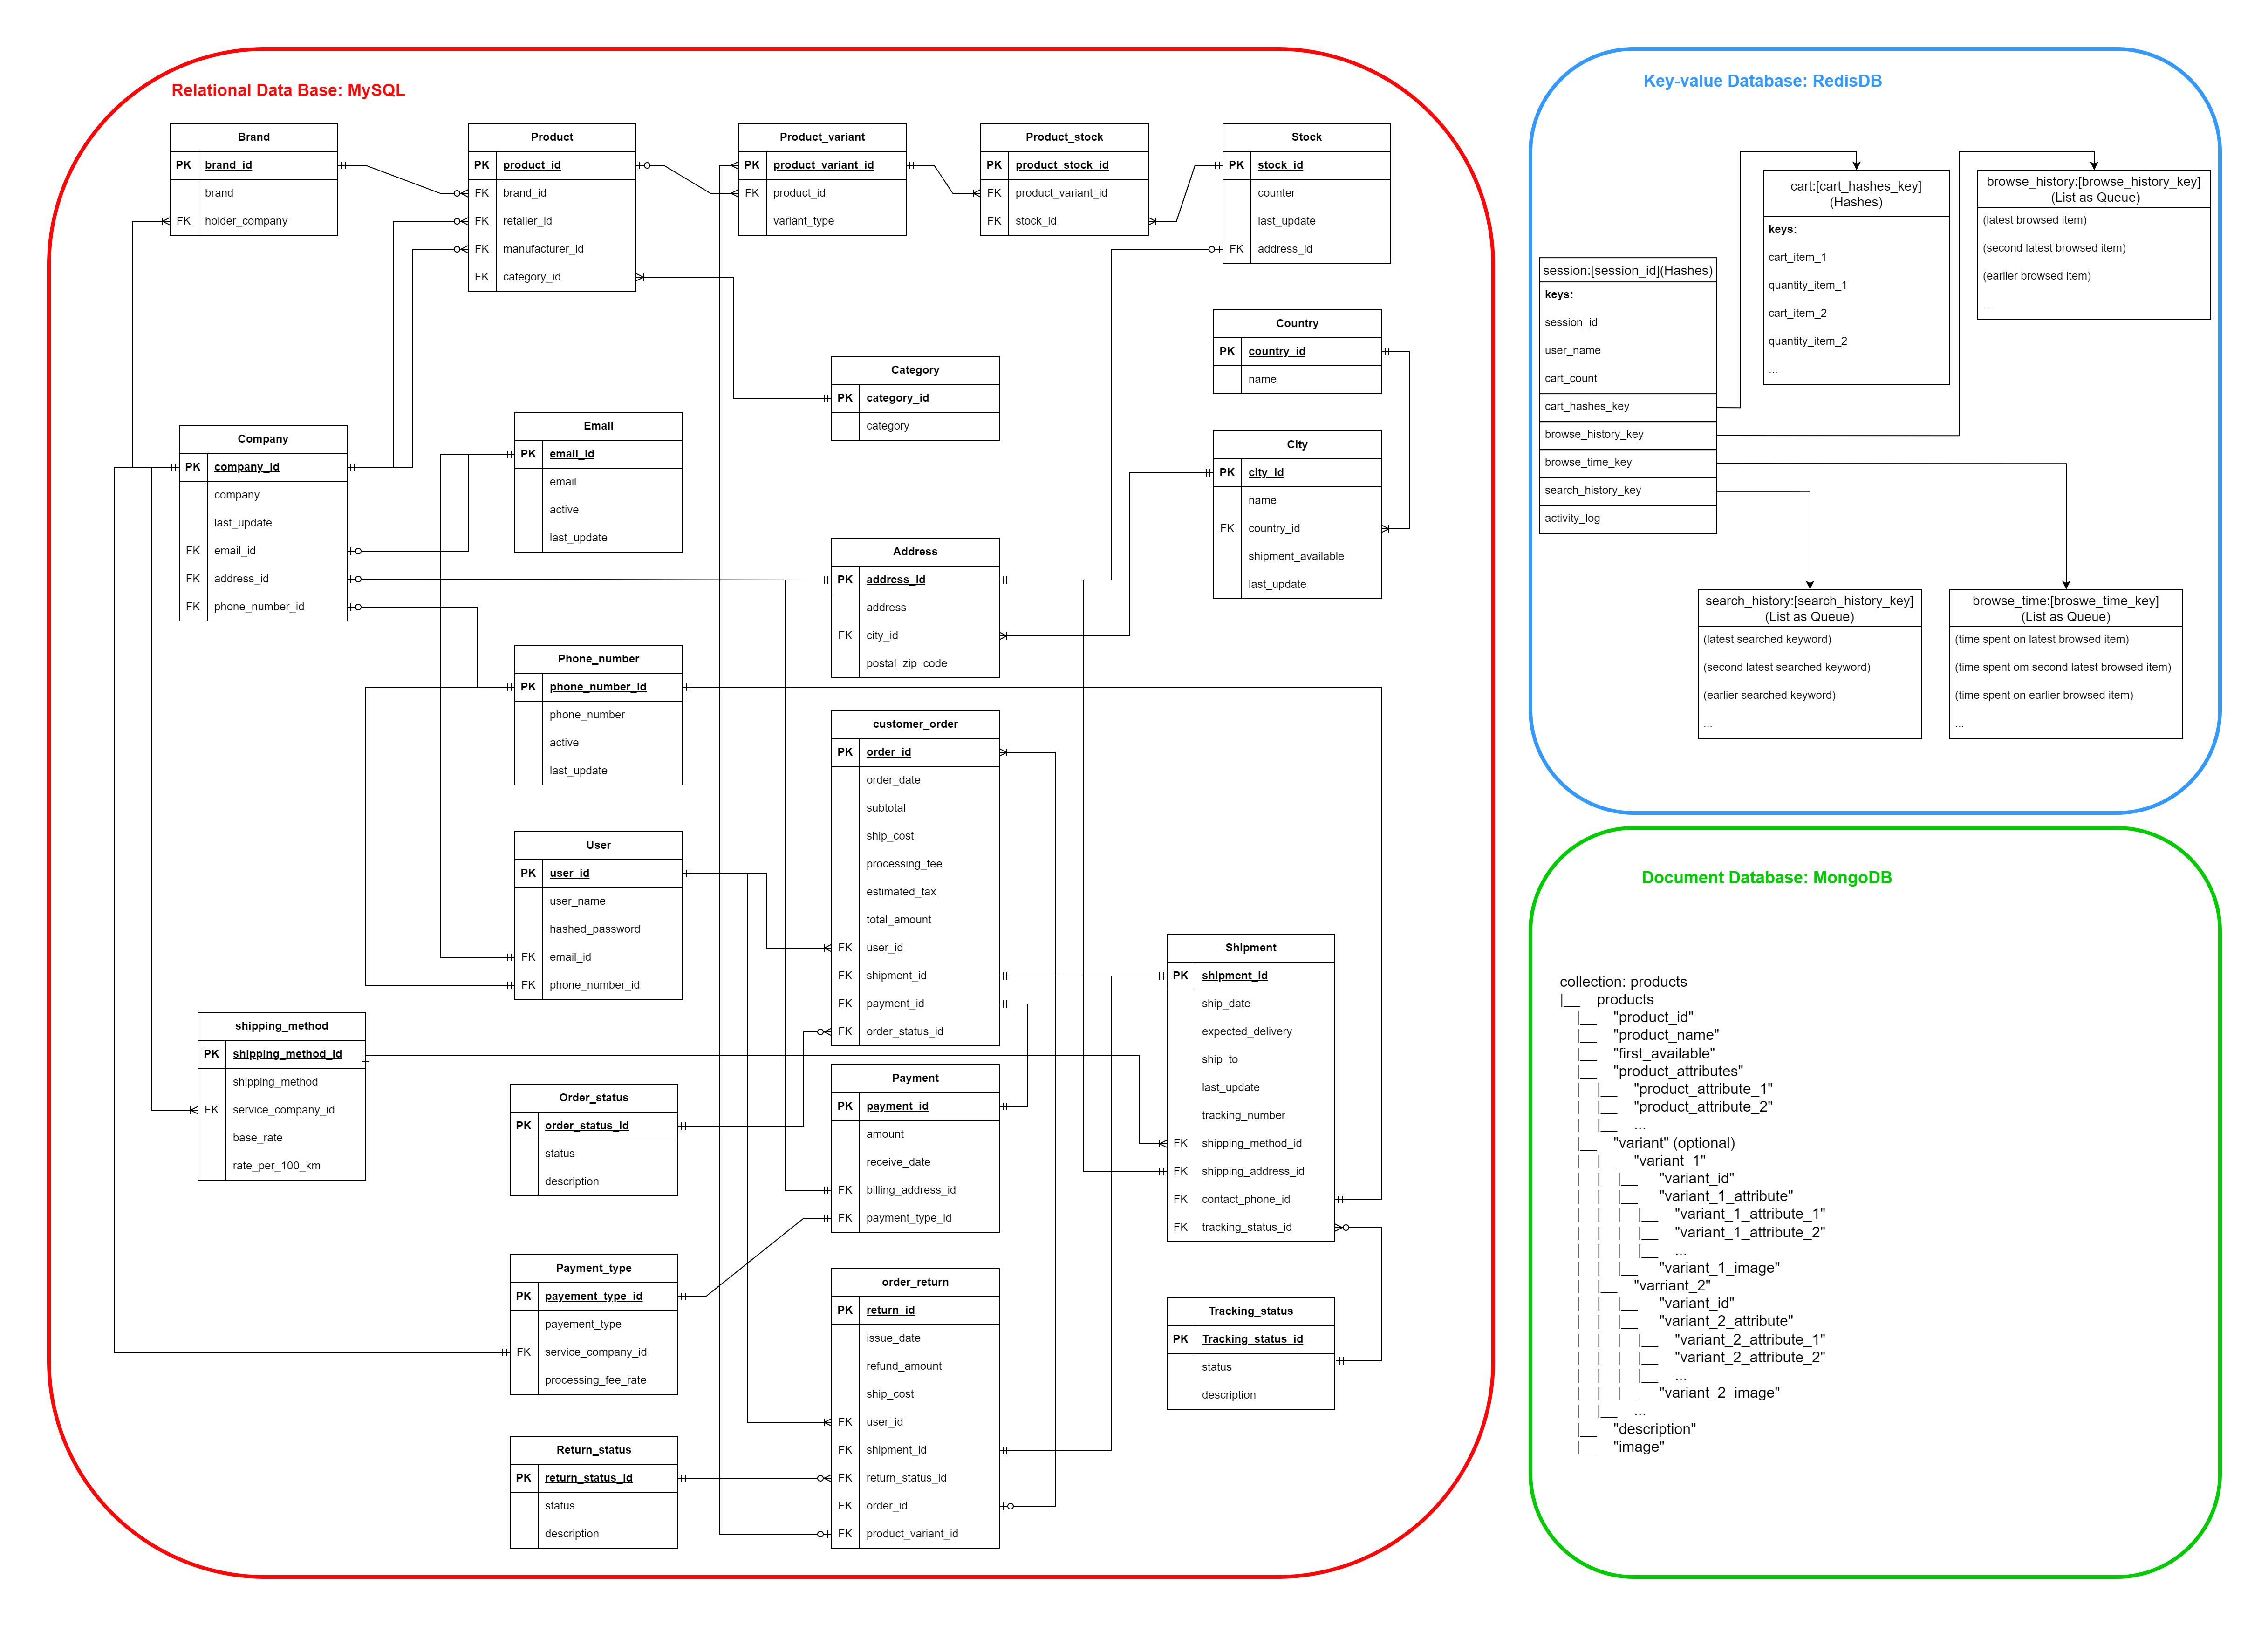 Relational Data Base: MySQL
Brand
PK brand_id
brand
FK holder_company
Product
PK product_id
FK brand_id
FK retailer_id
FK manufacturer_id
FK category_id
Product_variant
PK product_variant_id
FK product_id
variant_type
Product_stock
PK product_stock_id
FK product_variant_id
FK stock_id
Stock
PK stock_id
counter
last_update
FK address_id
Country
PK country_id
name
Category
PK category_id
category
Company
PK company_id
company
last_update
FK email_id
FK address_id
FK phone_number_id
Email
PK email_id
email
active
last_update
City
PK city_id
name
FK country_id
shipment_available
last_update
Address
PK address_id
address
FK city_id
postal_zip_code
Phone_number
PK phone_number_id
phone_number
active
last_update
customer_order
PK order_id
order_date
subtotal
ship_cost
processing_fee
estimated_tax
total_amount
FK user_id
FK shipment_id
FK payment_id
FK order_status_id
User
PK user_id
user_name
hashed_password
FK email_id
FK phone_number_id
Shipment
PK shipment_id
ship_date
expected_delivery
ship_to
last_update
tracking_number
FK shipping_method_id
FK shipping_address_id
FK contact_phone_id
FK tracking_status_id
shipping_method
PK shipping_method_id
shipping_method
FK service_company_id
base_rate
rate_per_100_km
Order_status
PK order_status_id
status
description
Payment
PK payment_id
amount
receive_date
FK billing_address_id
FK payment_type_id
Payment_type
PK payement_type_id
payement_type
FK service_company_id
processing_fee_rate
order_return
PK return_id
issue_date
refund_amount
ship_cost
FK user_id
FK shipment_id
FK return_status_id
FK order_id
FK product_variant_id
Tracking_status
PK Tracking_status_id
status
description
Return_status
PK return_status_id
status
description
Key-value Database: RedisDB
session:[session_id](Hashes)
keys:
session_id
user_name
cart_count
cart_hashes_key
browse_history_key
browse_time_key
search_history_key
activity_log
cart:[cart_hashes_key]
(Hashes)
keys:
cart_item_1
quantity_item_1
cart_item_2
quantity_item_2
...
browse_history:[browse_history_key]
(List as Queue)
(latest browsed item)
(second latest browsed item)
(earlier browsed item)
...
search_history:[search_history_key]
(List as Queue)
(latest searched keyword)
(second latest searched keyword)
(earlier searched keyword)
...
browse_time:[broswe_time_key]
(List as Queue)
(time spent on latest browsed item)
(time spent om second latest browsed item)
(time spent on earlier browsed item)
...
Document Database: MongoDB
collection: products
|__ products
|__ "product_id"
|__ "product_name"
|__ "first_available"
|__ "product_attributes"
| |__ "product_attribute_1"
| |__ "product_attribute_2"
| |__ ...
|__ "variant" (optional)
| |__ "variant_1"
| | |__ "variant_id"
| | |__ "variant_1_attribute"
| | | |__ "variant_1_attribute_1"
| | | |__ "variant_1_attribute_2"
| | | |__ ...
| | |__ "variant_1_image"
| |__ "varriant_2"
| | |__ "variant_id"
| | |__ "variant_2_attribute"
| | | |__ "variant_2_attribute_1"
| | | |__ "variant_2_attribute_2"
| | | |__ ...
| | |__ "variant_2_image"
| |__ ...
|__ "description"
|__ "image"